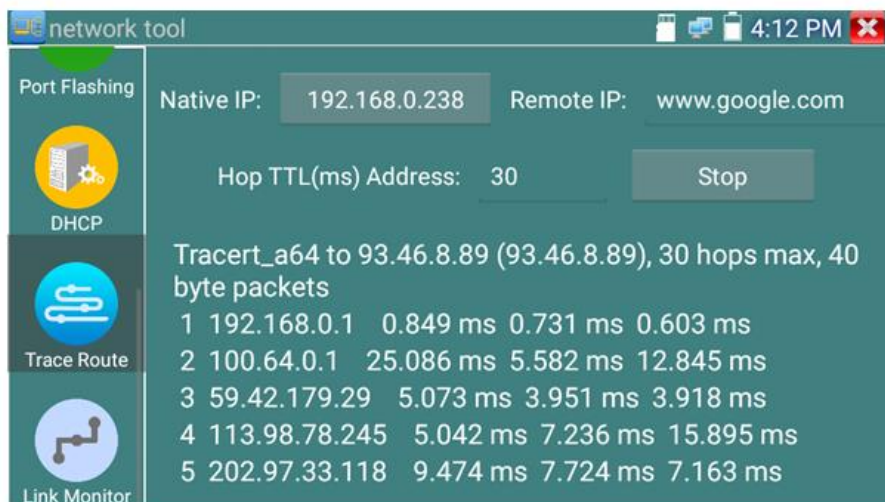 network tool
4:12 PM
Port Flashing
Native IP: 192.168.0.238 Remote IP: www.google.com
Hop TTL(ms) Address: 30 Stop
DHCP
Tracert_a64 to 93.46.8.89 (93.46.8.89), 30 hops max, 40
byte packets
1 192.168.0.1 0.849 ms 0.731 ms 0.603 ms
Trace Route
2 100.64.0.1 25.086 ms 5.582 ms 12.845 ms
3 59.42.179.29 5.073 ms 3.951 ms 3.918 ms
4 113.98.78.245 5.042 ms 7.236 ms 15.895 ms
5 202.97.33.118 9.474 ms 7.724 ms 7.163 ms
Link Monitor